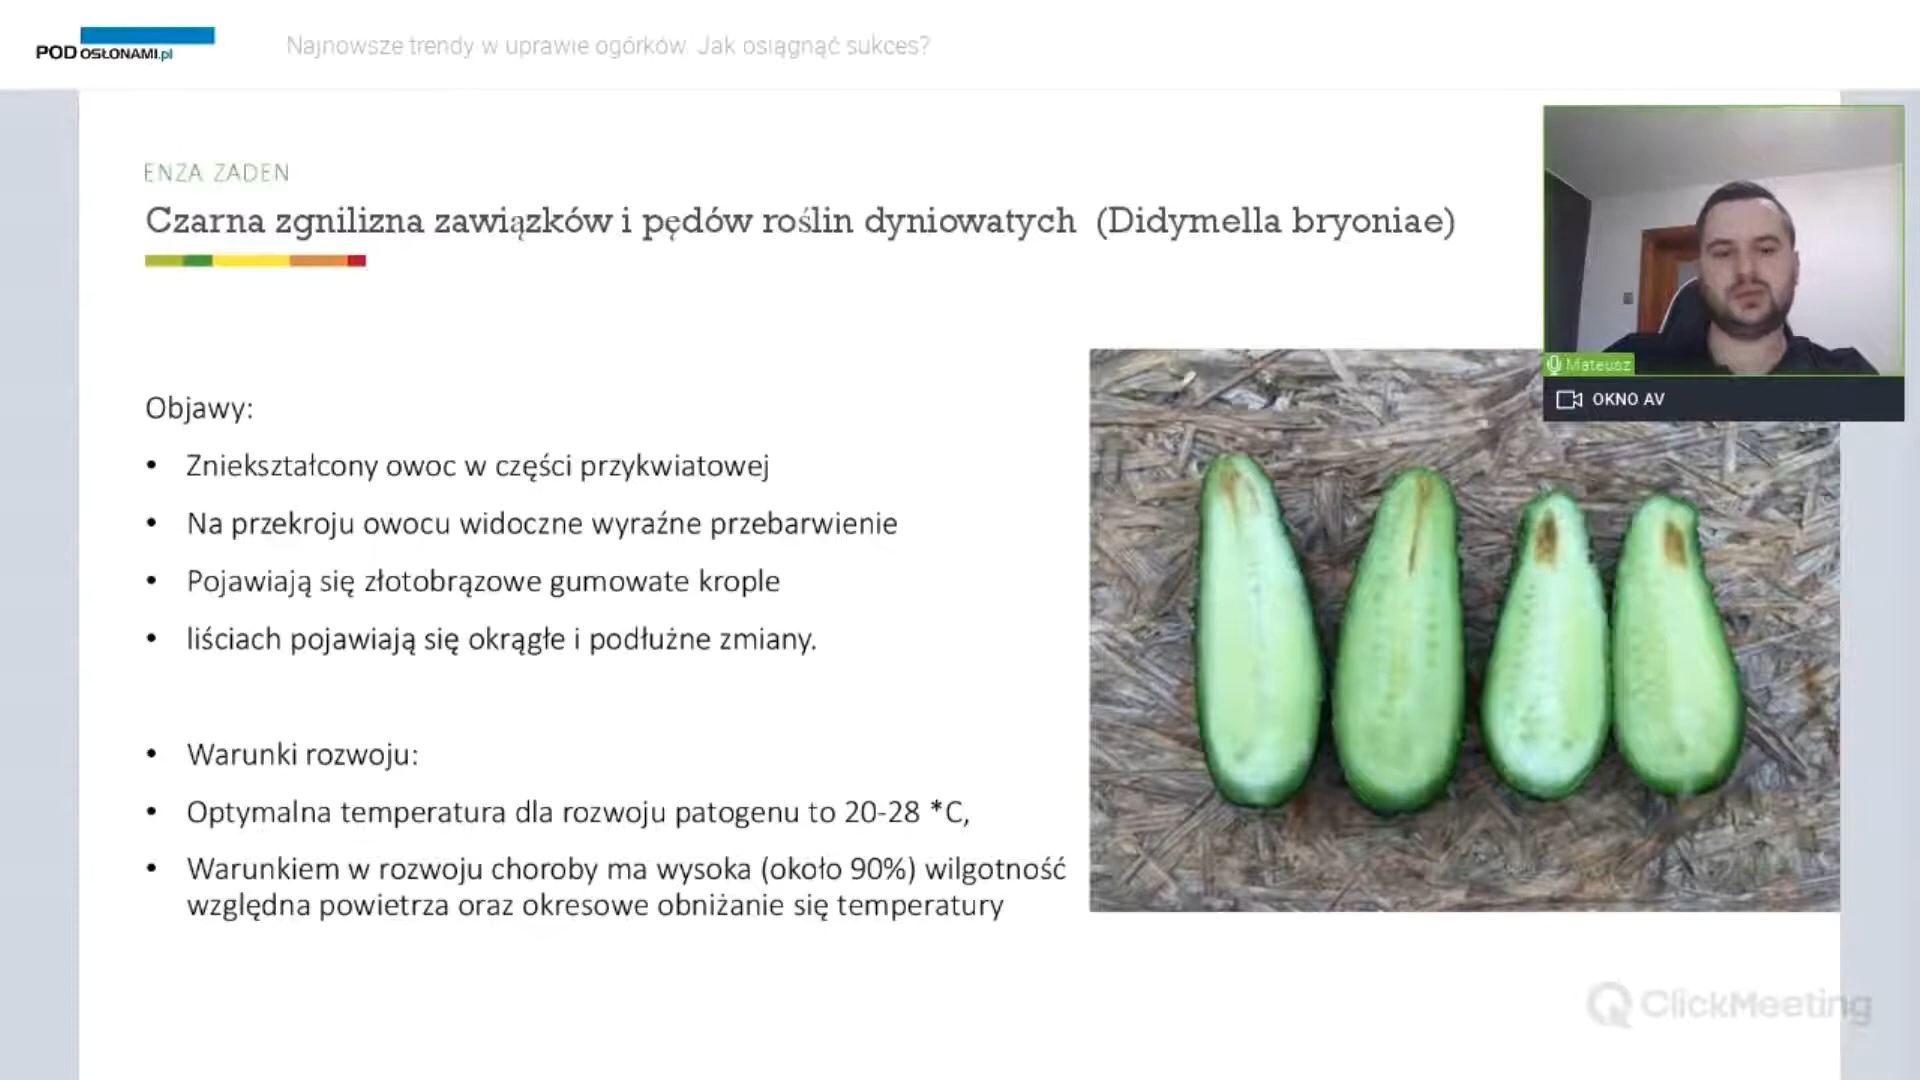 POD OSŁONAMI.pl
Najnowsze trendy w uprawie ogórków. Jak osiągnąć sukces?
ENZA ZADEN
Czarna zgnilizna zawiązków i pędów roślin dyniowatych (Didymella bryoniae)
Mateusz
OKNO AV
Objawy:
• Zniekształcony owoc w części przykwiatowej
• Na przekroju owocu widoczne wyraźne przebarwienie
• Pojawiają się złotobrązowe gumowate krople
• liściach pojawiają się okrągłe i podłużne zmiany.
• Warunki rozwoju:
• Optymalna temperatura dla rozwoju patogenu to 20-28 *C,
• Warunkiem w rozwoju choroby ma wysoka (około 90%) wilgotność
względna powietrza oraz okresowe obniżanie się temperatury
ClickMeeting